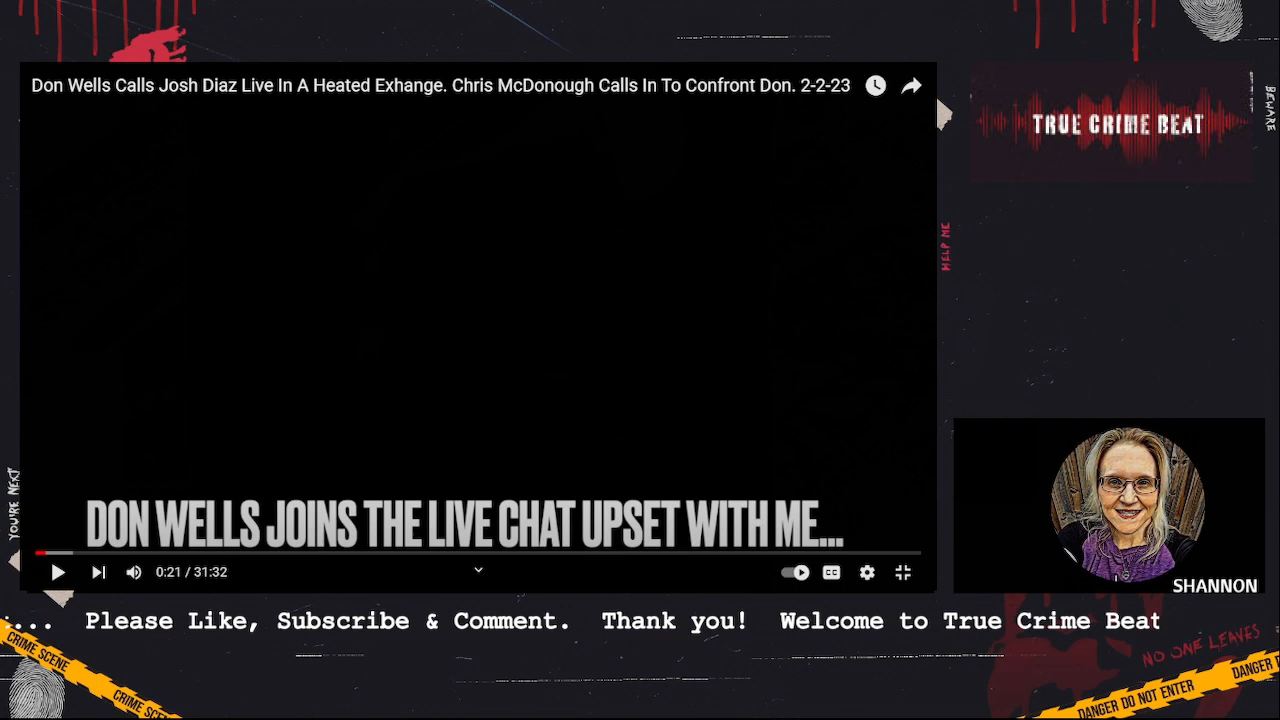 Don Wells Calls Josh Diaz Live In A Heated Exhange. Chris McDonough Calls In To Confront Don. 2-2-23
TRUE CRIME BEAT
BEWARE
HELP ME
YOU'RE NEXT
DON WELLS JOINS THE LIVE CHAT UPSET WITH ME...
0:21 / 31:32
CC
SHANNON
... Please Like, Subscribe & Comment. Thank you! Welcome to True Crime Beat
CRIME SCENE
CRIME SCE
NO ONE LEAVES
DANGER DO NOT ENTER
DANGER D